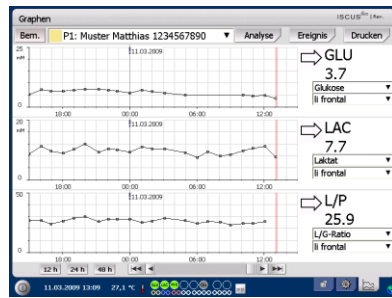 Graphen
ISCUSflex
Bem.
P1: Muster Matthias 1234567890
Analyse
Ereignis
Drucken
25
mM
0
11.03.2009
18:00
00:00
06:00
12:00
GLU
3.7
Glukose
li frontal
20
mM
0
11.03.2009
18:00
00:00
06:00
12:00
LAC
7.7
Laktat
li frontal
50
0
11.03.2009
18:00
00:00
06:00
12:00
L/P
25.9
L/G-Ratio
li frontal
12 h
24 h
48 h
11.03.2009 13:09
27,1 °C